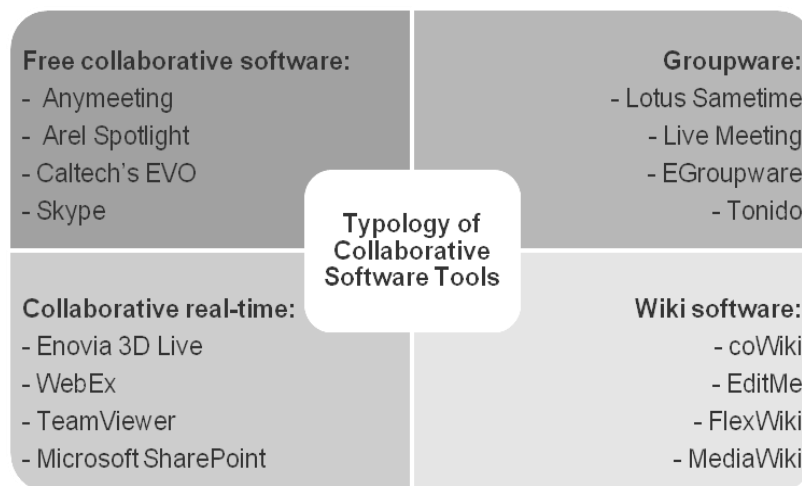 Free collaborative software:
- Anymeeting
- Arel Spotlight
- Caltech's EVO
- Skype
Groupware:
- Lotus Sametime
- Live Meeting
- EGroupware
- Tonido
Typology of
Collaborative
Software Tools
Collaborative real-time:
- Enovia 3D Live
- WebEx
- TeamViewer
- Microsoft SharePoint
Wiki software:
- coWiki
- EditMe
- FlexWiki
- MediaWiki